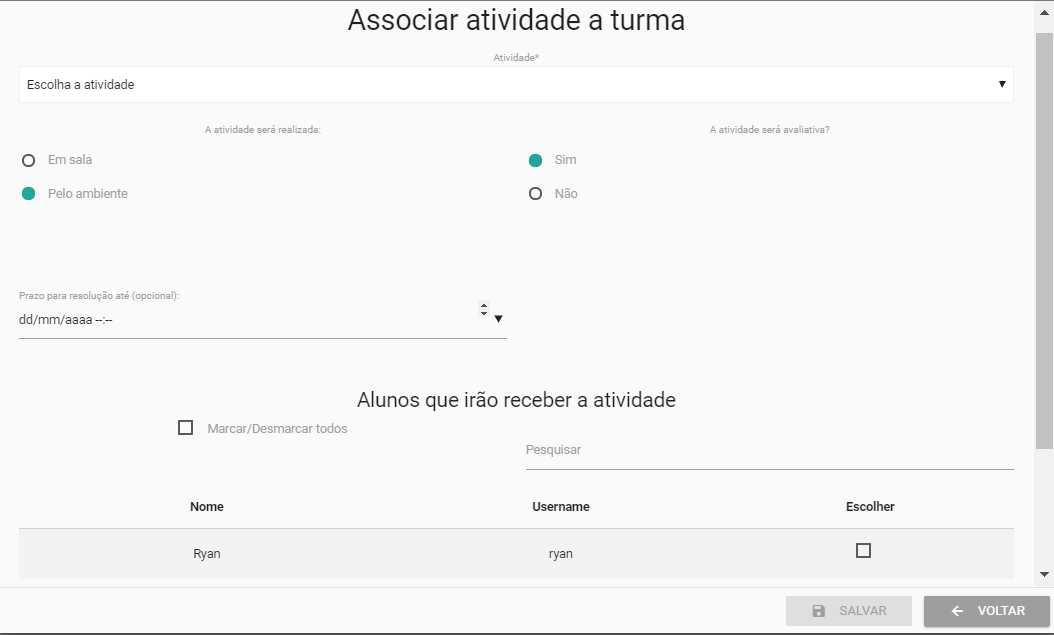 Associar atividade a turma
Atividade*
Escolha a atividade
A atividade será realizada:
A atividade será avaliativa?
Em sala
Sim
Pelo ambiente
Não
Prazo para resolução até (opcional):
dd/mm/aaaa --:--
Alunos que irão receber a atividade
Marcar/Desmarcar todos
Pesquisar
Nome Username Escolher
Ryan ryan
SALVAR VOLTAR